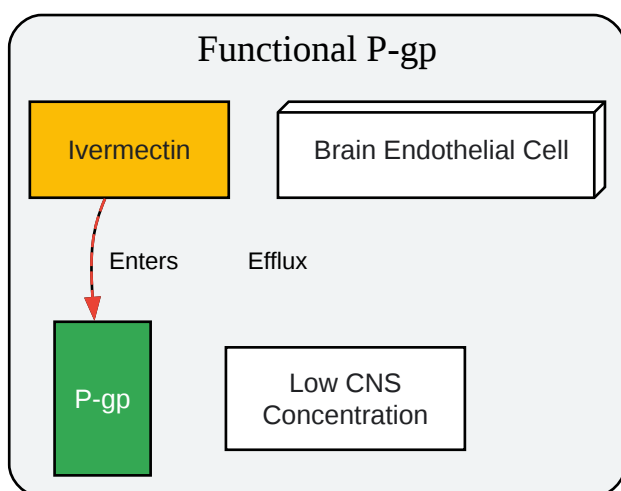 Functional P-gp
Ivermectin
Brain Endothelial Cell
Enters
Efflux
P-gp
Low CNS
Concentration